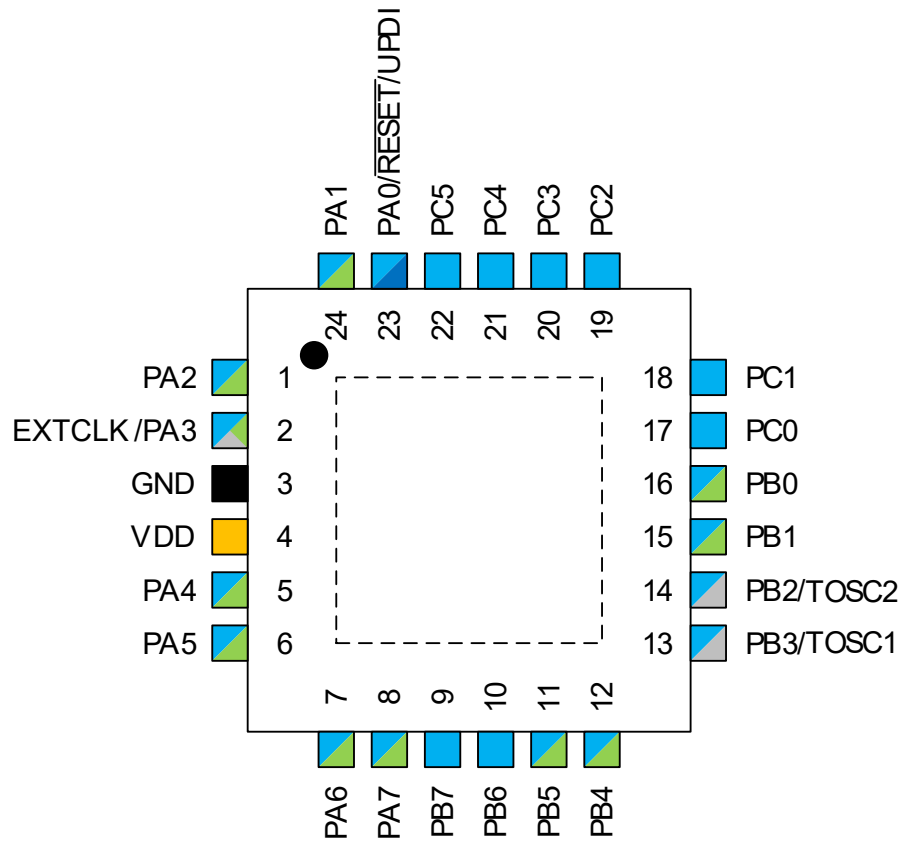 PA1
PA0/RESET/UPDI
PC5
PC4
PC3
PC2
24
23
22
21
20
19
PA2
1
EXTCLK/PA3
2
GND
3
VDD
4
PA4
5
PA5
6
18
PC1
17
PC0
16
PB0
15
PB1
14
PB2/TOSC2
13
PB3/TOSC1
7
8
9
10
11
12
PA6
PA7
PB7
PB6
PB5
PB4